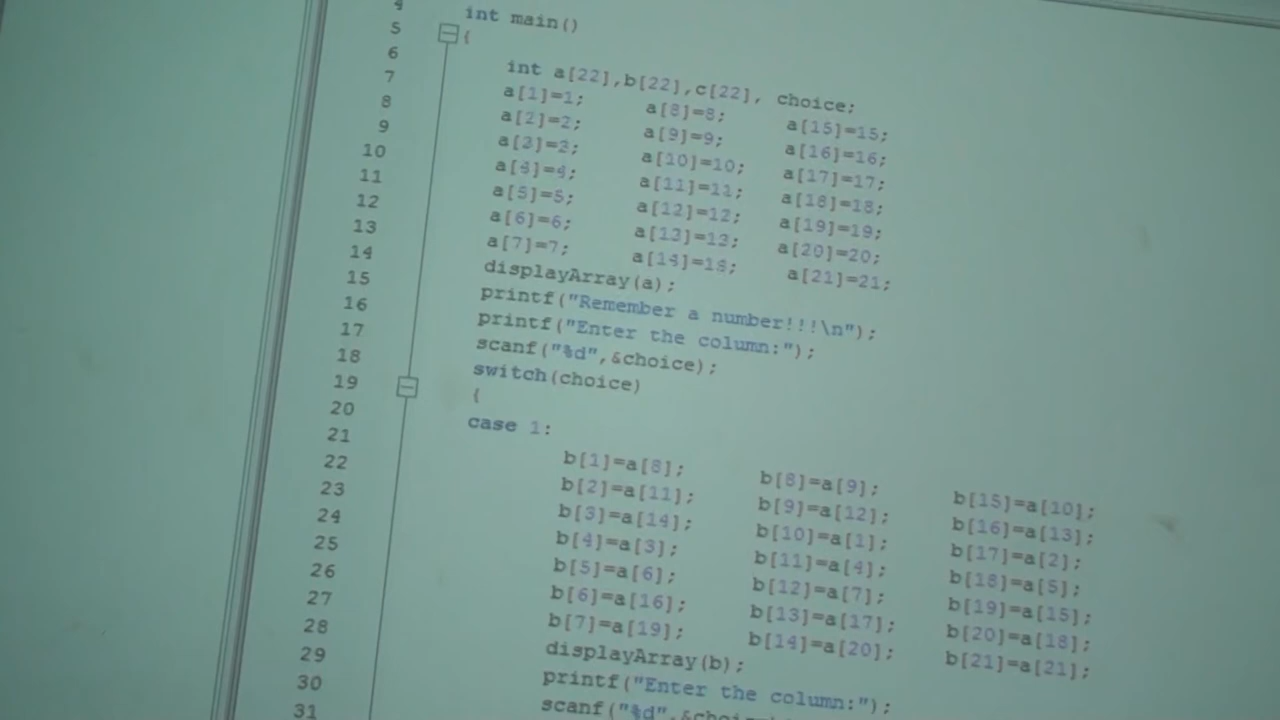 4 int main()
5 {
6 int a[22],b[22],c[22], choice;
7 a[1]=1; a[8]=8; a[15]=15;
8 a[2]=2; a[9]=9; a[16]=16;
9 a[3]=3; a[10]=10; a[17]=17;
10 a[4]=4; a[11]=11; a[18]=18;
11 a[5]=5; a[12]=12; a[19]=19;
12 a[6]=6; a[13]=13; a[20]=20;
13 a[7]=7; a[14]=14; a[21]=21;
14 displayArray(a);
15 printf("Remember a number!!!\n");
16 printf("Enter the column:");
17 scanf("%d",&choice);
18 switch(choice)
19 {
20 case 1:
21 b[1]=a[8]; b[8]=a[9]; b[15]=a[10];
22 b[2]=a[11]; b[9]=a[12]; b[16]=a[13];
23 b[3]=a[14]; b[10]=a[1]; b[17]=a[2];
24 b[4]=a[3]; b[11]=a[4]; b[18]=a[5];
25 b[5]=a[6]; b[12]=a[7]; b[19]=a[15];
26 b[6]=a[16]; b[13]=a[17]; b[20]=a[18];
27 b[7]=a[19]; b[14]=a[20]; b[21]=a[21];
28 displayArray(b);
29 printf("Enter the column:");
30 scanf("%d",
31